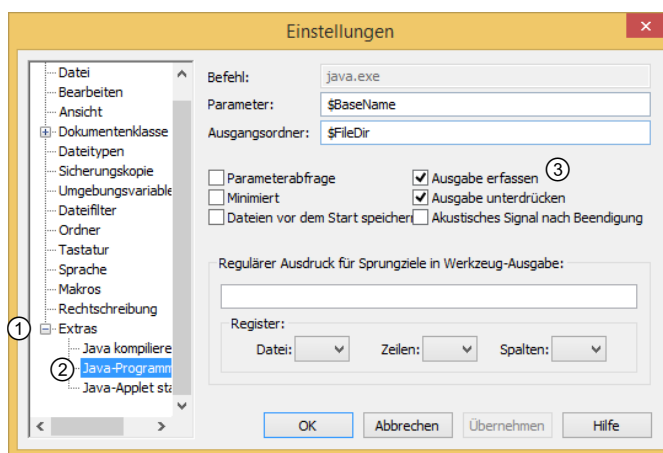 Einstellungen
Datei
Bearbeiten
Ansicht
Dokumentenklasse
Dateitypen
Sicherungskopie
Umgebungsvariable
Dateifilter
Ordner
Tastatur
Sprache
Makros
Rechtschreibung
① Extras
Java kompiliere
② Java-Programm
Java-Applet sta
Befehl: java.exe
Parameter: $BaseName
Ausgangsordner: $FileDir
Parameterabfrage Ausgabe erfassen ③
Minimiert Ausgabe unterdrücken
Dateien vor dem Start speichern Akustisches Signal nach Beendigung
Regulärer Ausdruck für Sprungziele in Werkzeug-Ausgabe:
Register:
Datei: Zeilen: Spalten:
OK Abbrechen Übernehmen Hilfe